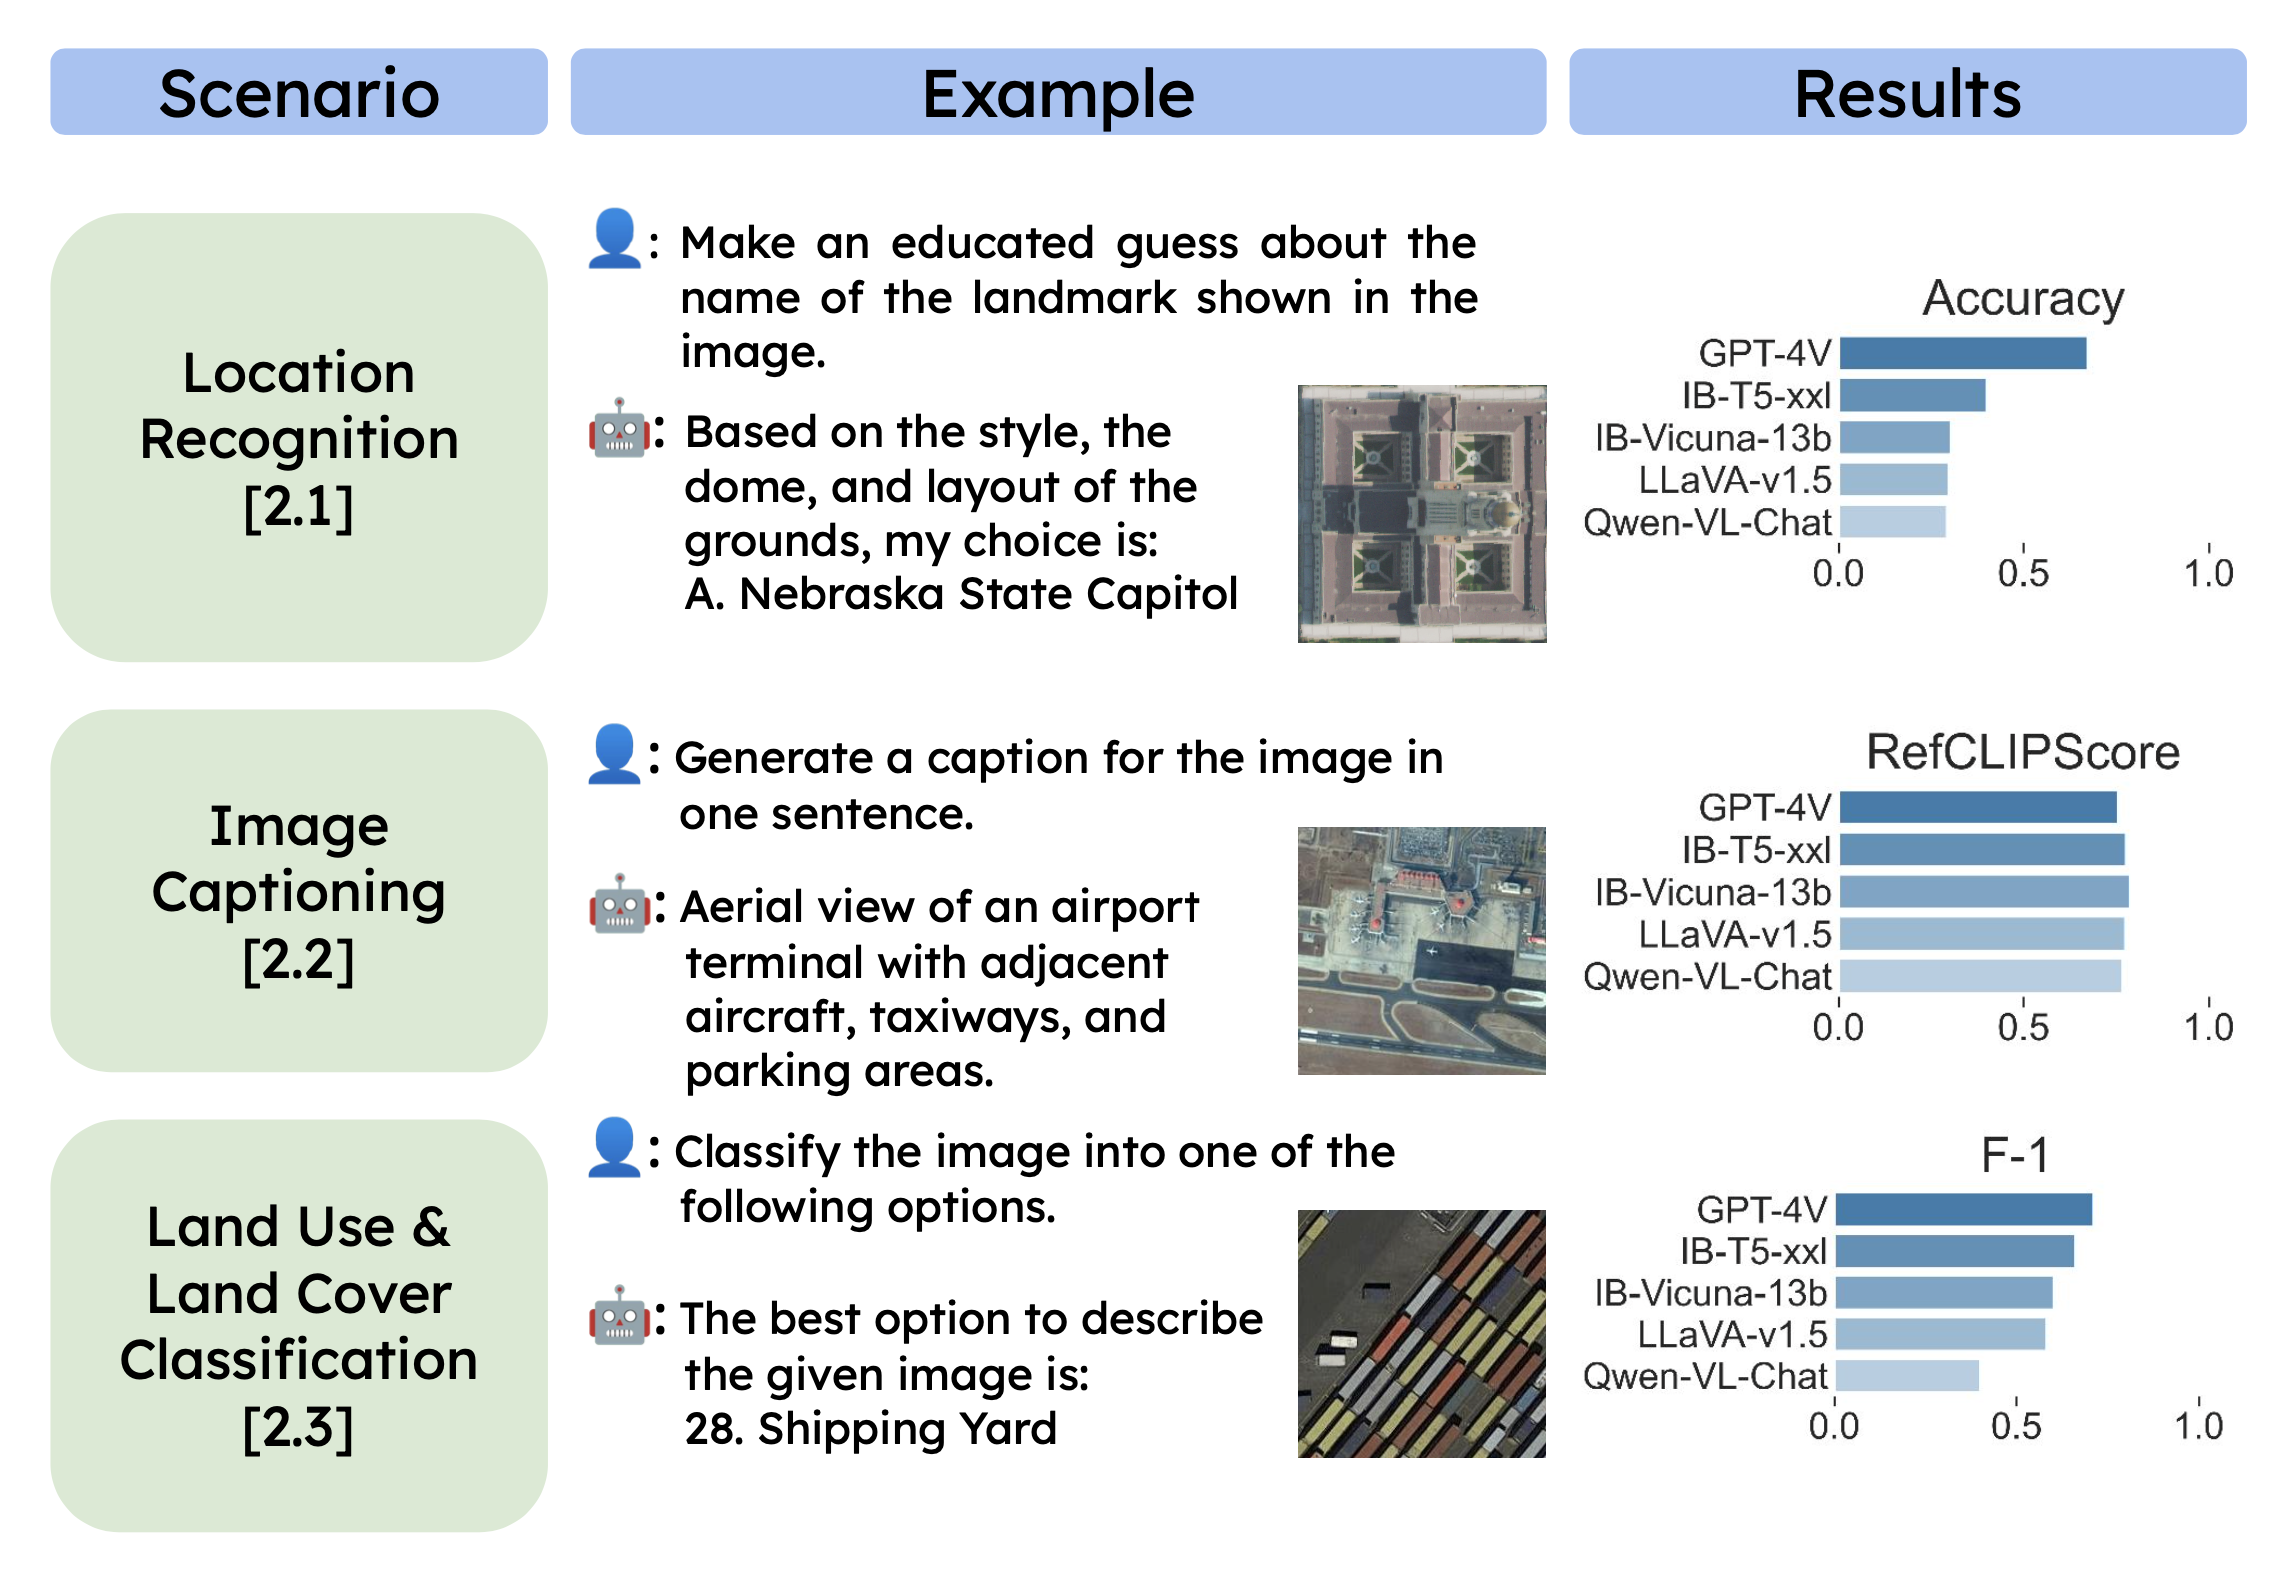 Scenario
Example
Results
Location
Recognition
[2.1]
: Make an educated guess about the
name of the landmark shown in the
image.
: Based on the style, the
dome, and layout of the
grounds, my choice is:
A. Nebraska State Capitol
Accuracy
GPT-4V
IB-T5-xxl
IB-Vicuna-13b
LLaVA-v1.5
Qwen-VL-Chat
0.0 0.5 1.0
Image
Captioning
[2.2]
: Generate a caption for the image in
one sentence.
: Aerial view of an airport
terminal with adjacent
aircraft, taxiways, and
parking areas.
RefCLIPScore
GPT-4V
IB-T5-xxl
IB-Vicuna-13b
LLaVA-v1.5
Qwen-VL-Chat
0.0 0.5 1.0
Land Use &
Land Cover
Classification
[2.3]
: Classify the image into one of the
following options.
: The best option to describe
the given image is:
28. Shipping Yard
F-1
GPT-4V
IB-T5-xxl
IB-Vicuna-13b
LLaVA-v1.5
Qwen-VL-Chat
0.0 0.5 1.0